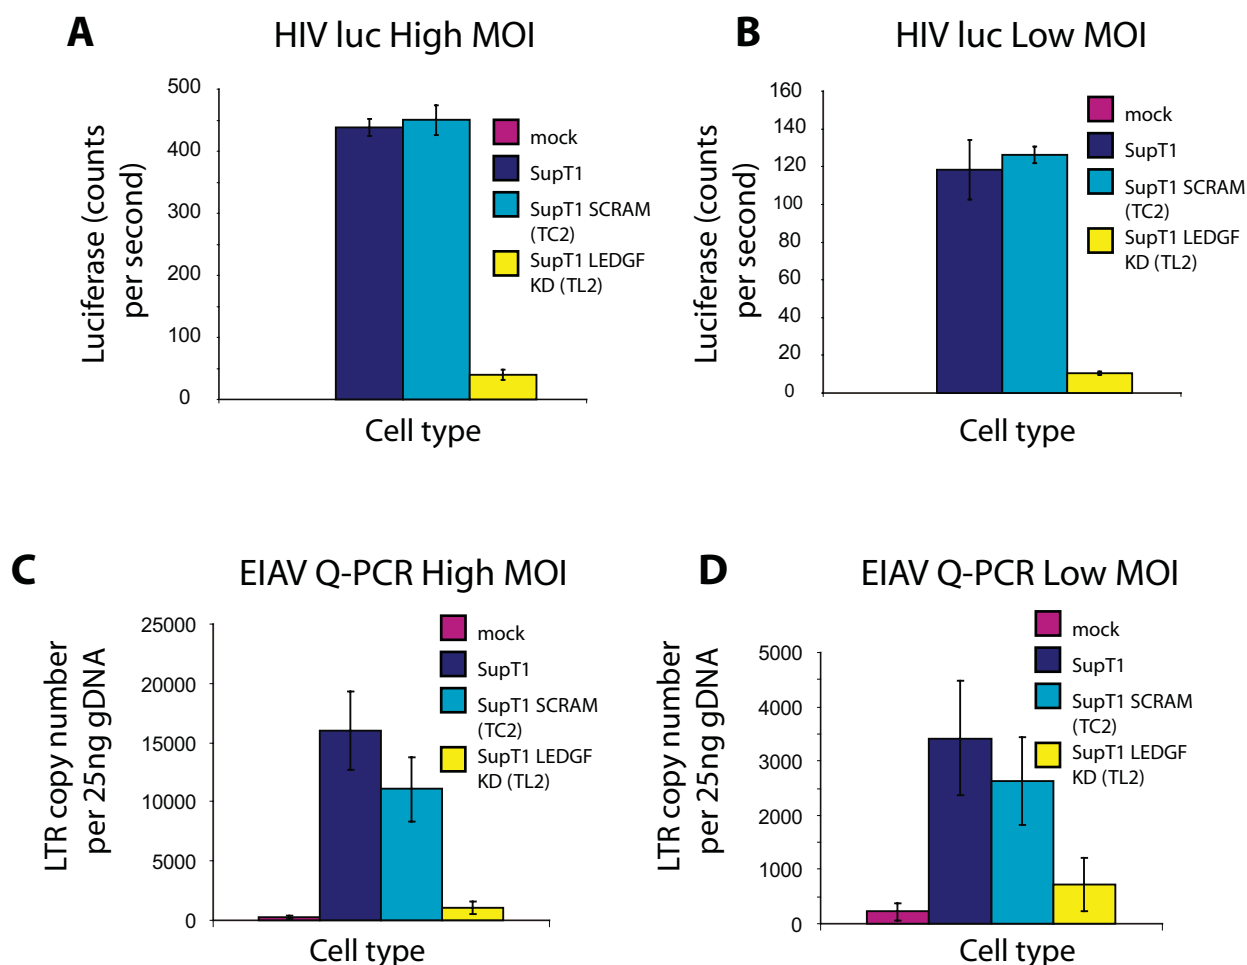 A
HIV luc High MOI
Luciferase (counts
per second)
500
400
300
200
100
0
mock
SupT1
SupT1 SCRAM
(TC2)
SupT1 LEDGF
KD (TL2)
Cell type
B
HIV luc Low MOI
Luciferase (counts
per second)
160
140
120
100
80
60
40
20
0
mock
SupT1
SupT1 SCRAM
(TC2)
SupT1 LEDGF
KD (TL2)
Cell type
C
EIAV Q-PCR High MOI
LTR copy number
per 25ng gDNA
25000
20000
15000
10000
5000
0
mock
SupT1
SupT1 SCRAM
(TC2)
SupT1 LEDGF
KD (TL2)
Cell type
D
EIAV Q-PCR Low MOI
LTR copy number
per 25ng gDNA
5000
4000
3000
2000
1000
0
mock
SupT1
SupT1 SCRAM
(TC2)
SupT1 LEDGF
KD (TL2)
Cell type